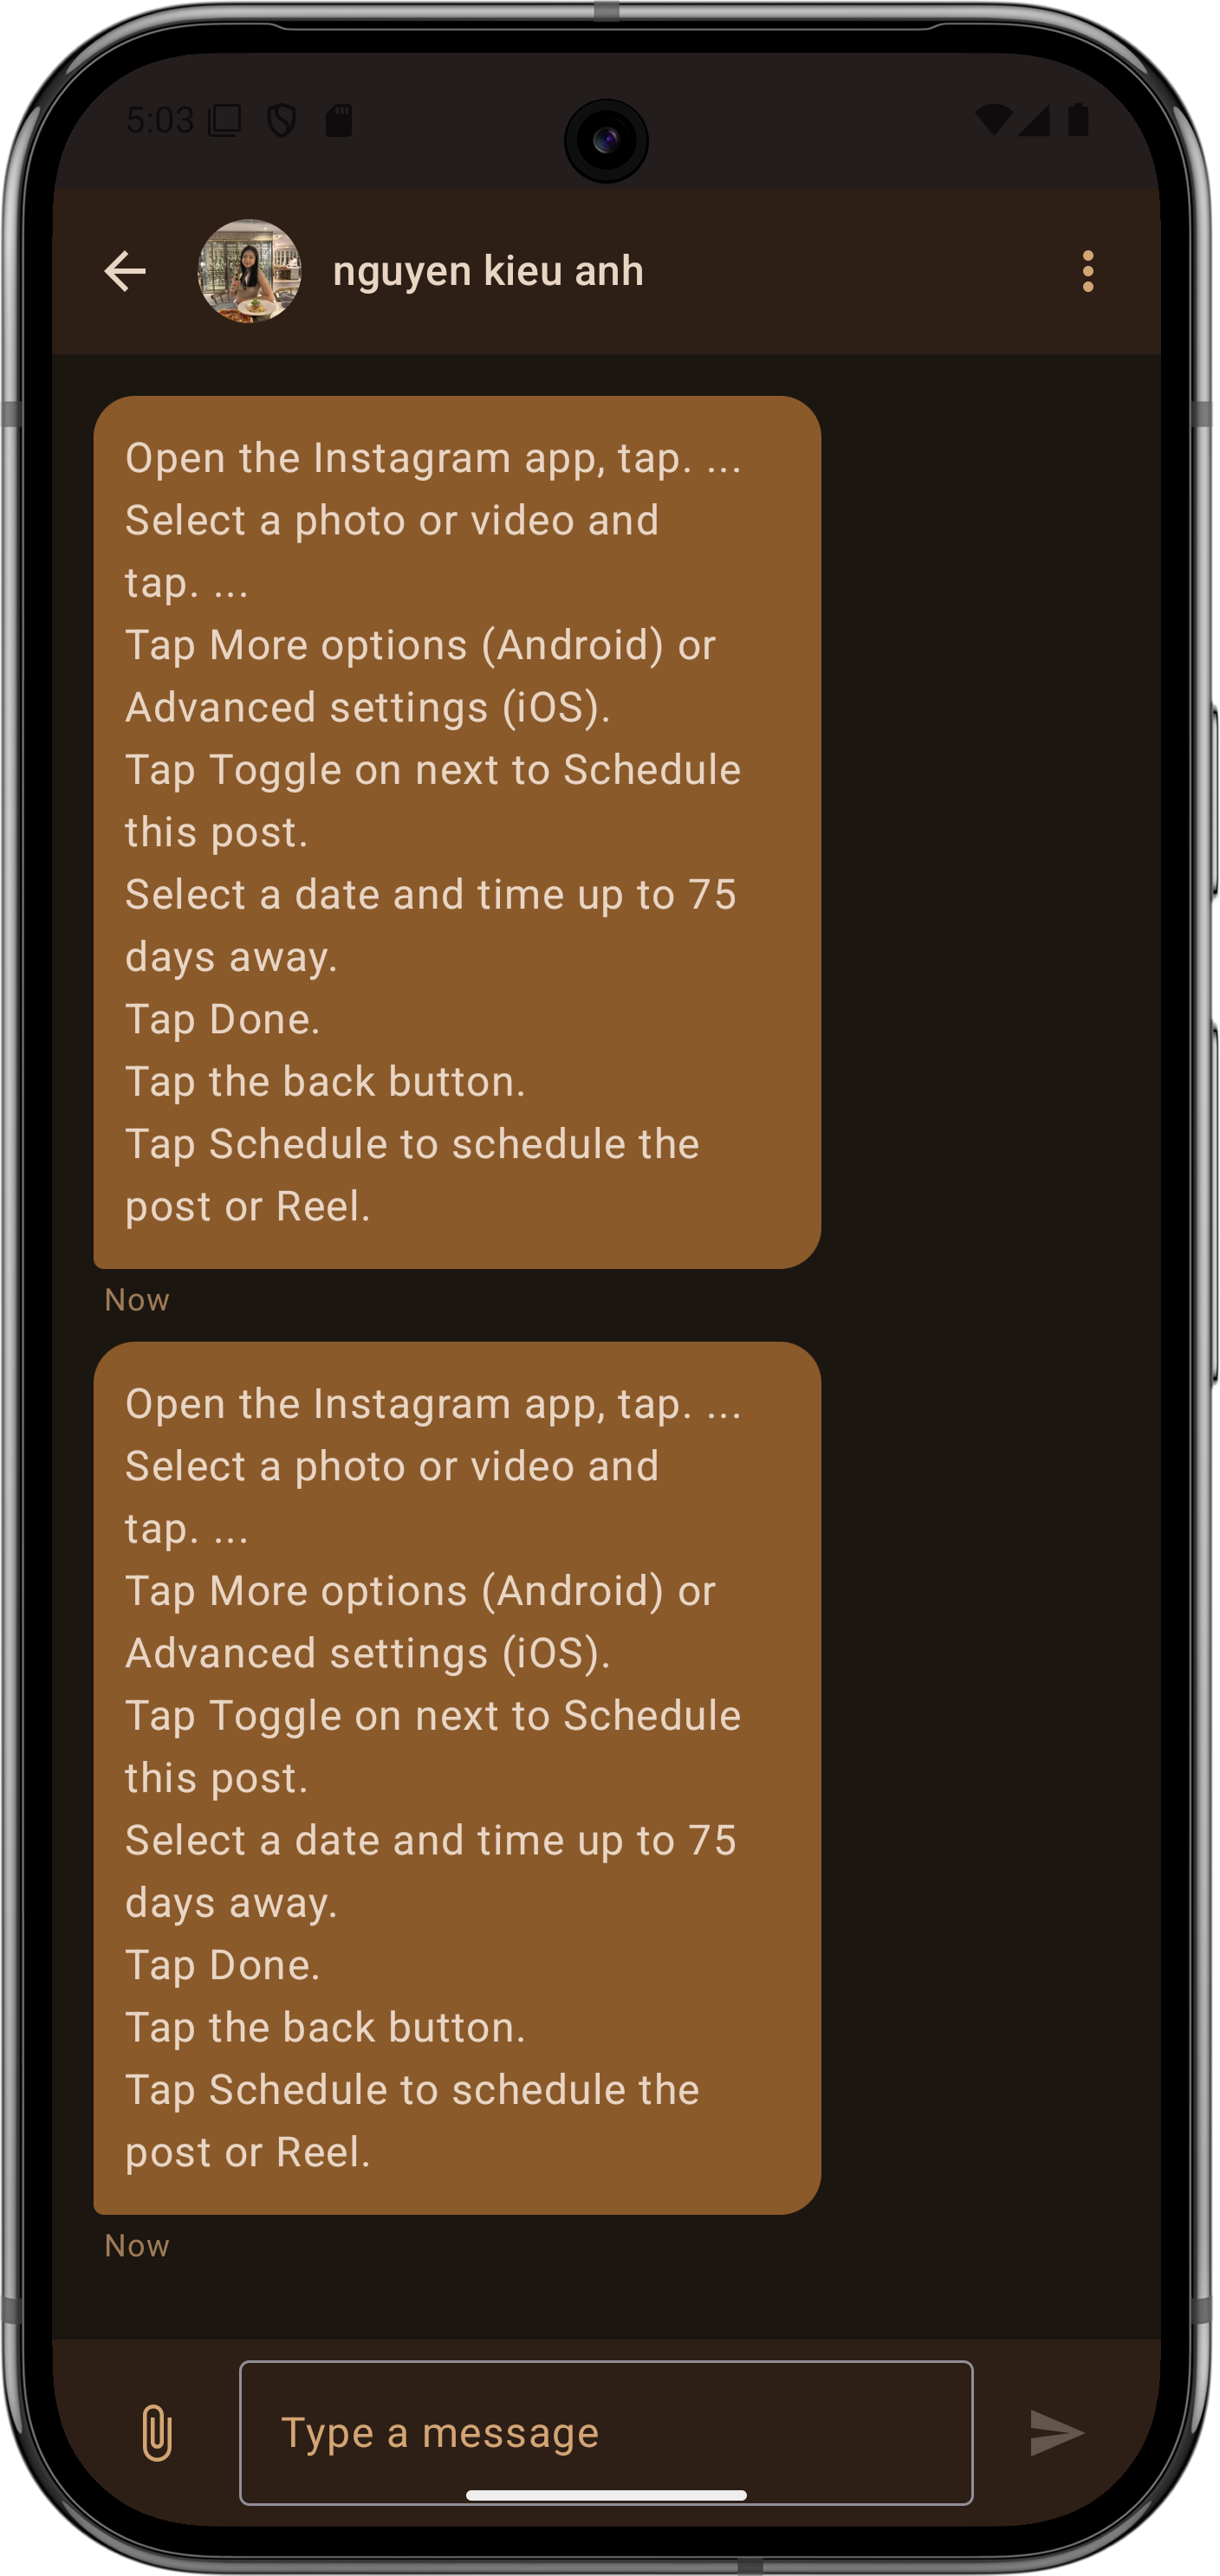 5:03
nguyen kieu anh
Open the Instagram app, tap. ...
Select a photo or video and
tap. ...
Tap More options (Android) or
Advanced settings (iOS).
Tap Toggle on next to Schedule
this post.
Select a date and time up to 75
days away.
Tap Done.
Tap the back button.
Tap Schedule to schedule the
post or Reel.
Now
Open the Instagram app, tap. ...
Select a photo or video and
tap. ...
Tap More options (Android) or
Advanced settings (iOS).
Tap Toggle on next to Schedule
this post.
Select a date and time up to 75
days away.
Tap Done.
Tap the back button.
Tap Schedule to schedule the
post or Reel.
Now
Type a message